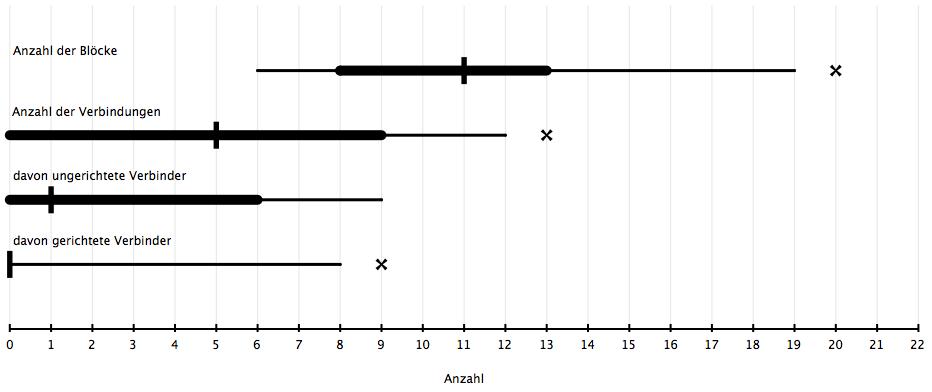 Anzahl der Blöcke
Anzahl der Verbindungen
davon ungerichtete Verbinder
davon gerichtete Verbinder
0 1 2 3 4 5 6 7 8 9 10 11 12 13 14 15 16 17 18 19 20 21 22
Anzahl